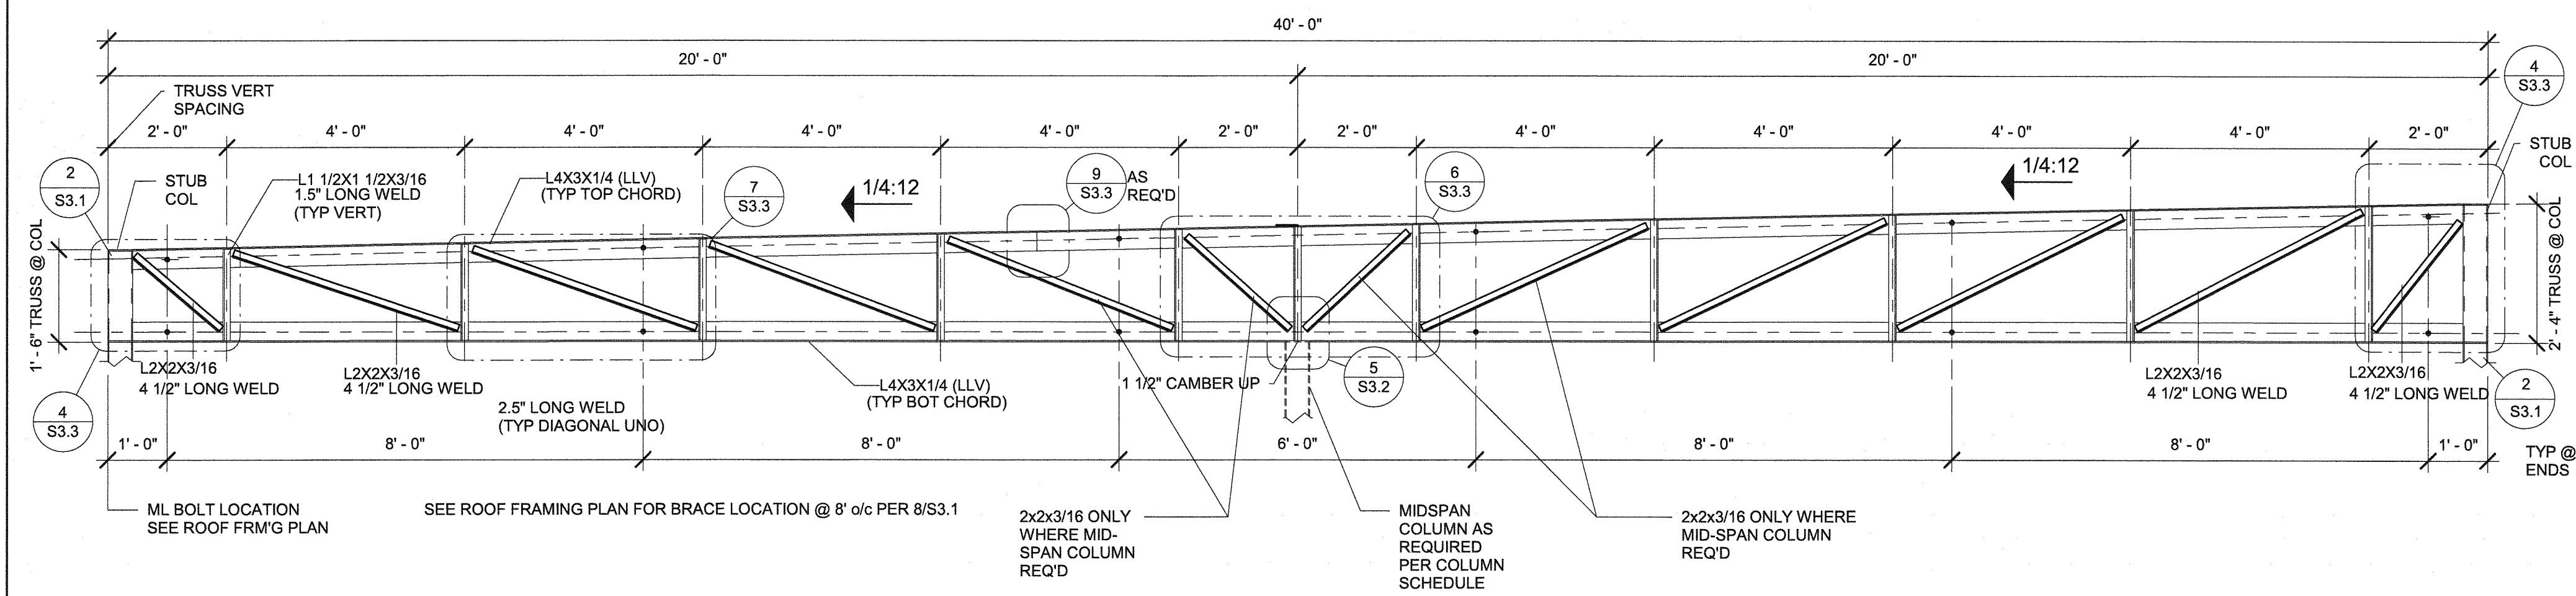 40' - 0"
20' - 0"
20' - 0"
4
S3.3
TRUSS VERT
SPACING
2' - 0"
4' - 0"
4' - 0"
4' - 0"
4' - 0"
2' - 0"
2' - 0"
4' - 0"
4' - 0"
4' - 0"
4' - 0"
2' - 0"
STUB
COL
2
S3.1
STUB
COL
L1 1/2X1 1/2X3/16
1.5" LONG WELD
(TYP VERT)
L4X3X1/4 (LLV)
(TYP TOP CHORD)
7
S3.3
1/4:12
9
S3.3
AS
REQ'D
6
S3.3
1/4:12
1' - 6" TRUSS @ COL
2' - 4" TRUSS @ COL
L2X2X3/16
4 1/2" LONG WELD
L2X2X3/16
4 1/2" LONG WELD
L4X3X1/4 (LLV)
(TYP BOT CHORD)
1 1/2" CAMBER UP
5
S3.2
L2X2X3/16
4 1/2" LONG WELD
L2X2X3/16
4 1/2" LONG WELD
2
S3.1
4
S3.3
2.5" LONG WELD
(TYP DIAGONAL UNO)
1' - 0"
8' - 0"
8' - 0"
6' - 0"
8' - 0"
8' - 0"
1' - 0"
TYP @
ENDS
ML BOLT LOCATION
SEE ROOF FRM'G PLAN
SEE ROOF FRAMING PLAN FOR BRACE LOCATION @ 8' o/c PER 8/S3.1
2x2x3/16 ONLY
WHERE MID-
SPAN COLUMN
REQ'D
MIDSPAN
COLUMN AS
REQUIRED
PER COLUMN
SCHEDULE
2x2x3/16 ONLY WHERE
MID-SPAN COLUMN
REQ'D